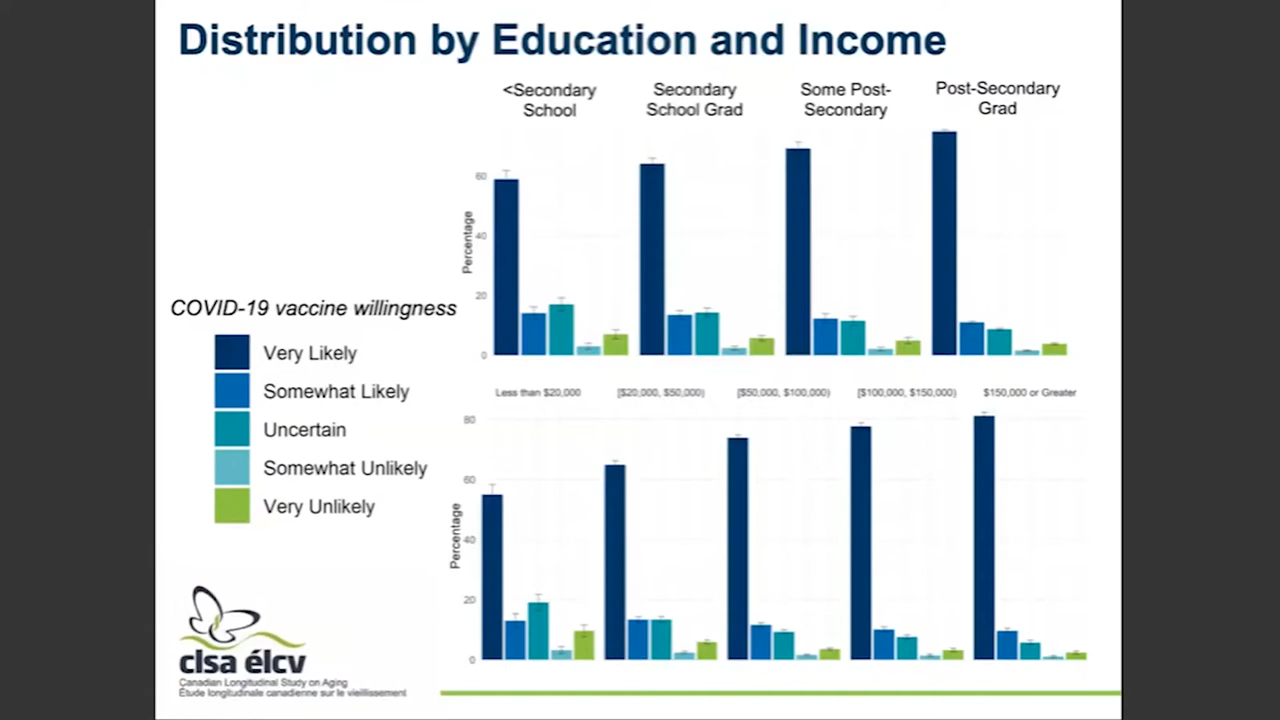 Distribution by Education and Income
<Secondary School
Secondary School Grad
Some Post-Secondary
Post-Secondary Grad
Percentage
60
40
20
0
COVID-19 vaccine willingness
Very Likely
Somewhat Likely
Uncertain
Somewhat Unlikely
Very Unlikely
Less than $20,000
[$20,000, $50,000)
[$50,000, $100,000)
[$100,000, $150,000)
$150,000 or Greater
Percentage
80
60
40
20
0
clsa élcv
Canadian Longitudinal Study on Aging
Étude longitudinale canadienne sur le vieillissement